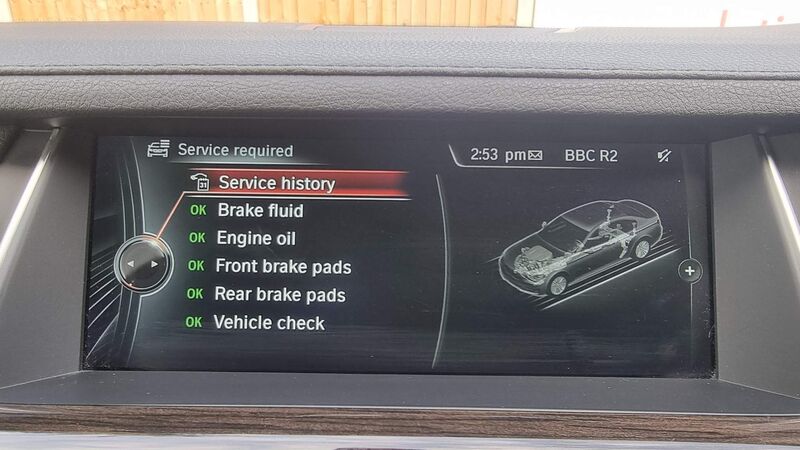 Service required
2:53 pm BBC R2
31 Service history
OK Brake fluid
OK Engine oil
OK Front brake pads
OK Rear brake pads
OK Vehicle check